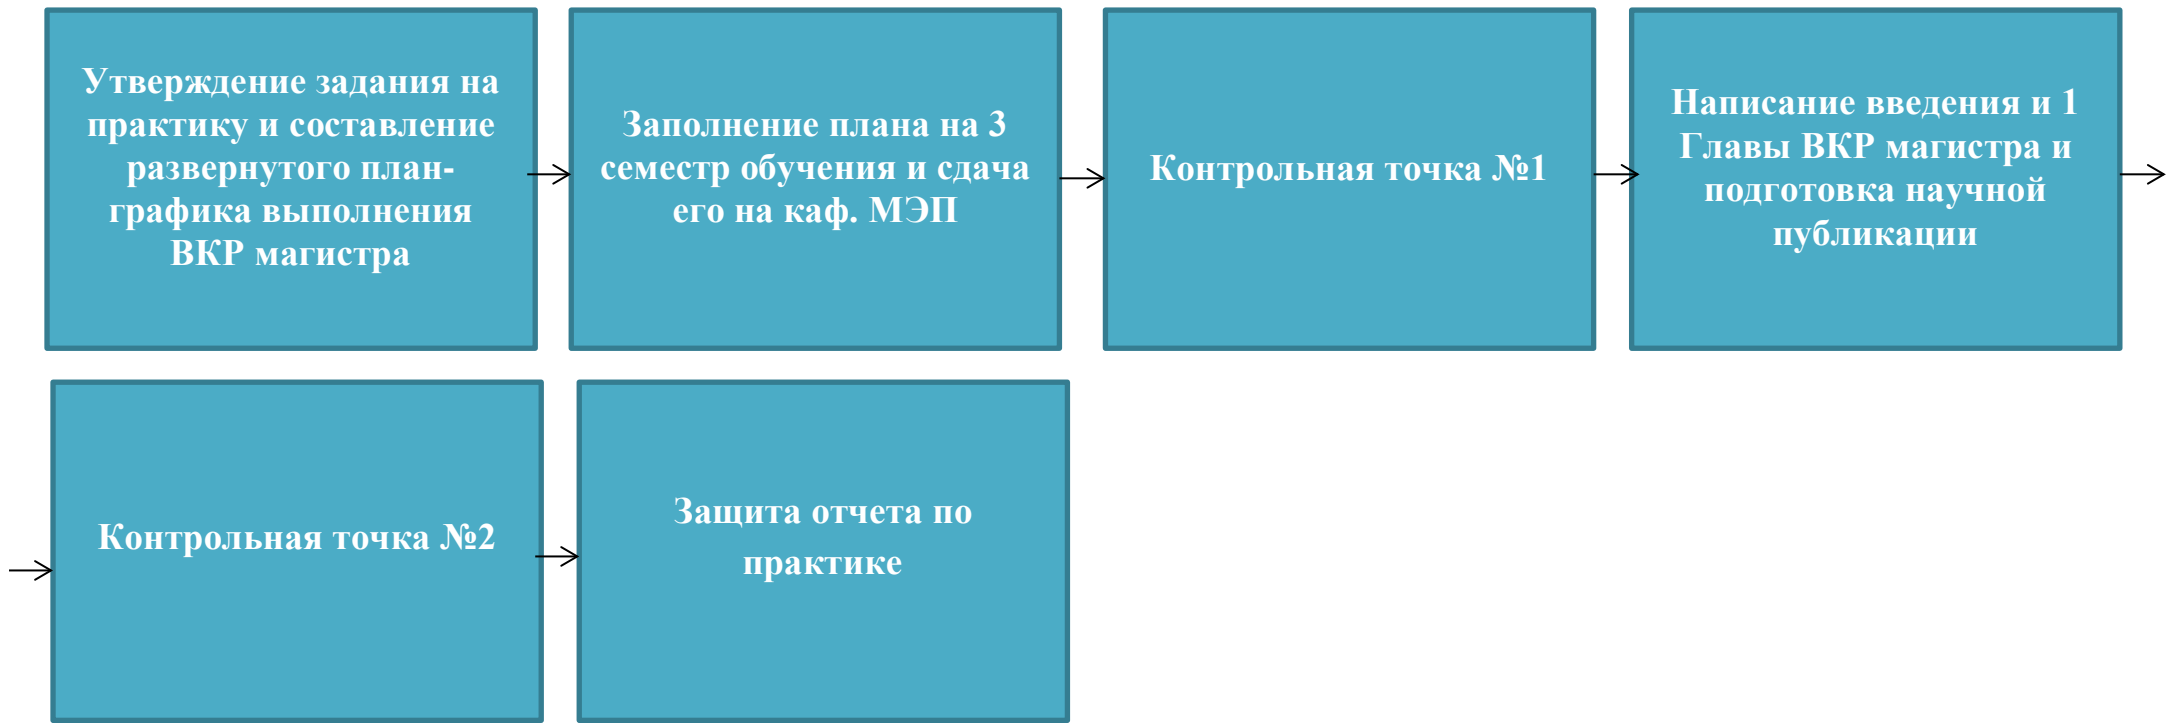 Утверждение задания на
практику и составление
развернутого план-
графика выполнения
ВКР магистра
Заполнение плана на 3
семестр обучения и сдача
его на каф. МЭП
Контрольная точка №1
Написание введения и 1
Главы ВКР магистра и
подготовка научной
публикации
Контрольная точка №2
Защита отчета по
практике